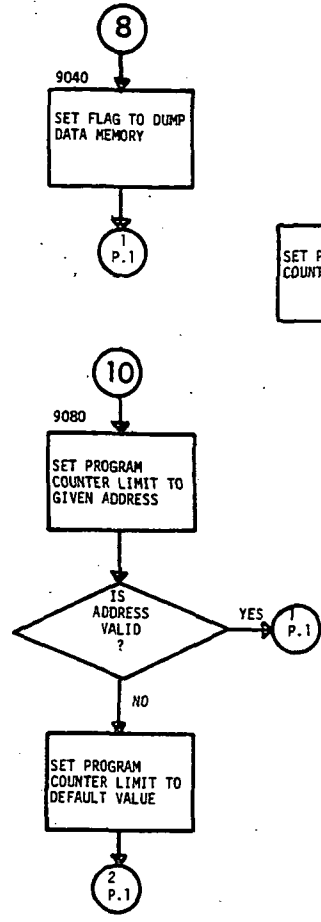 8
9040
SET FLAG TO DUMP
DATA MEMORY
1
P.1
SET P
COUNT
10
9080
SET PROGRAM
COUNTER LIMIT TO
GIVEN ADDRESS
IS
ADDRESS
VALID
?
YES
1
P.1
NO
SET PROGRAM
COUNTER LIMIT TO
DEFAULT VALUE
2
P.1